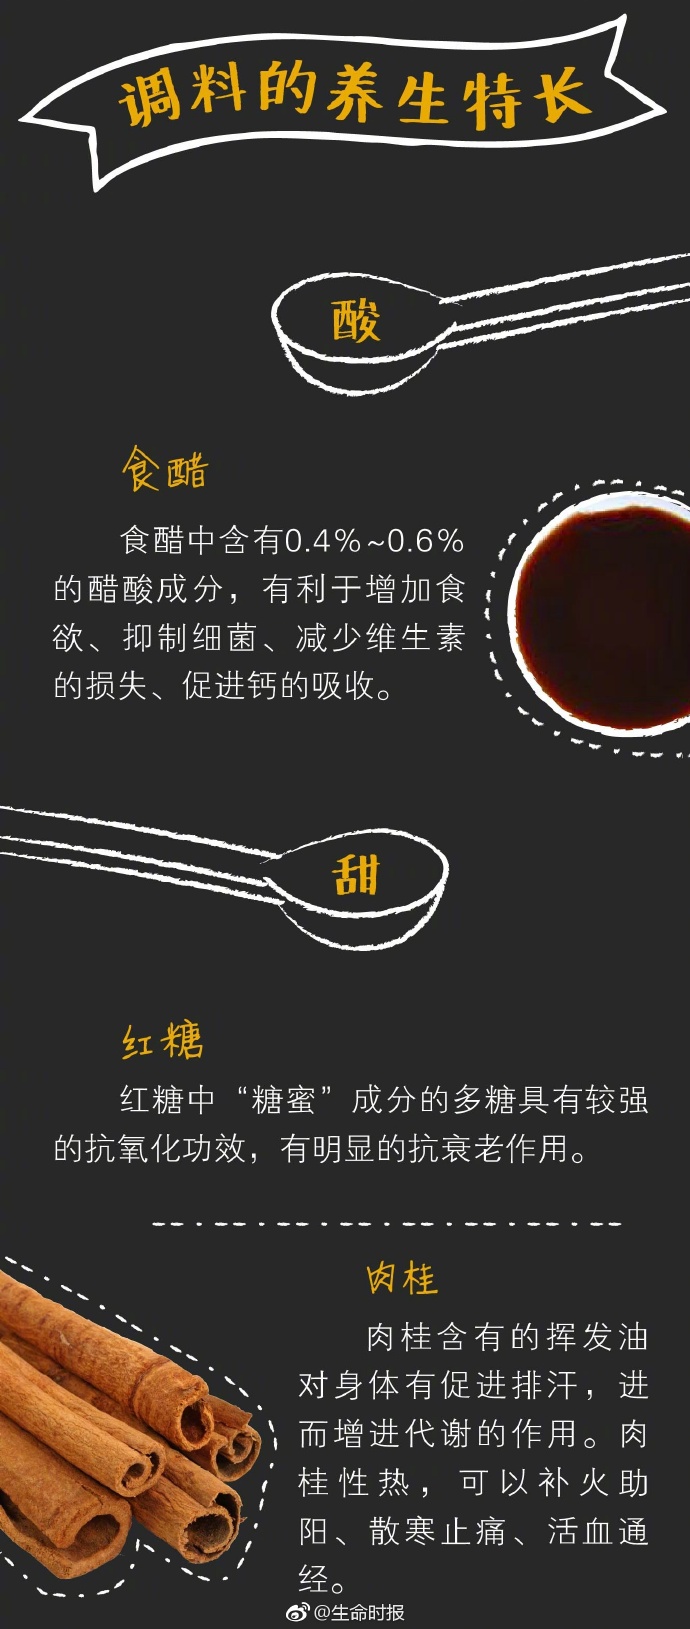 调料的养生特长
酸
食醋
食醋中含有0.4%~0.6%
的醋酸成分，有利于增加食
欲、抑制细菌、减少维生素
的损失、促进钙的吸收。
甜
红糖
红糖中“糖蜜”成分的多糖具有较强
的抗氧化功效，有明显的抗衰老作用。
肉桂
肉桂含有的挥发油
对身体有促进排汗，进
而增进代谢的作用。肉
桂性热，可以补火助
阳、散寒止痛、活血通
经。
@生命时报